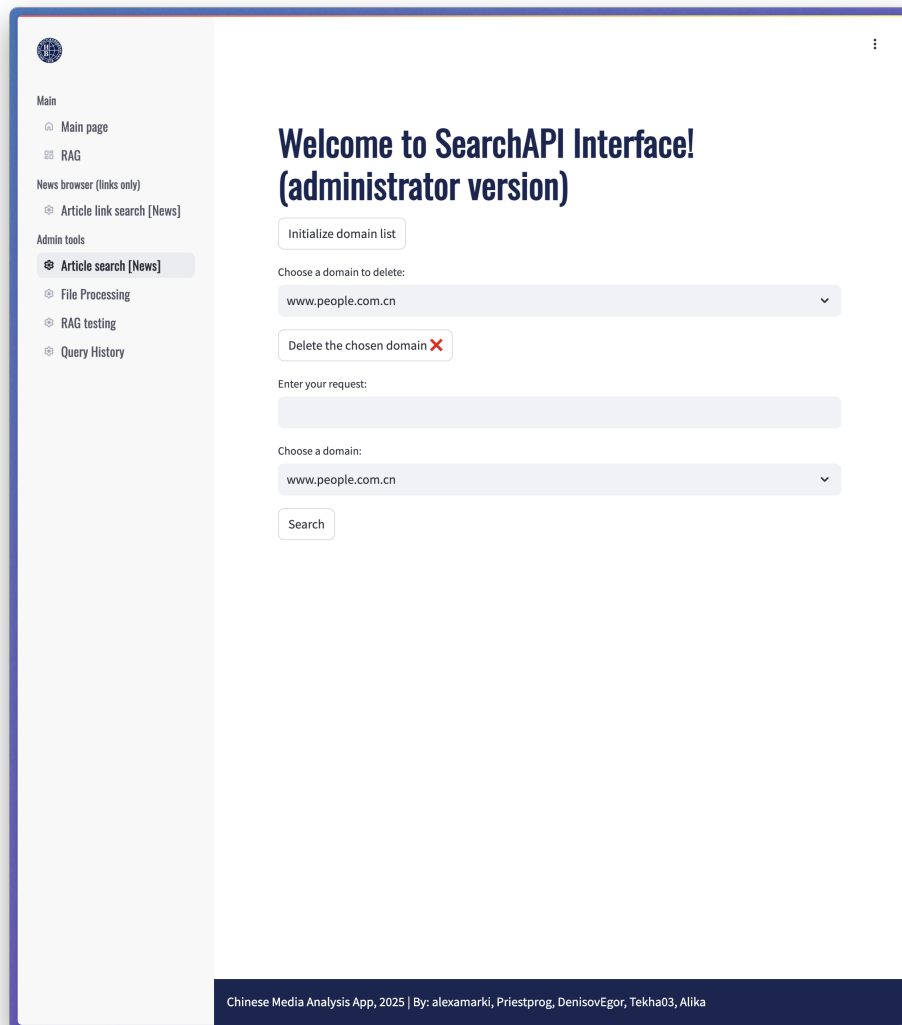 Main
Main page
RAG
News browser (links only)
Article link search [News]
Admin tools
Article search [News]
File Processing
RAG testing
Query History
Welcome to SearchAPI Interface!
(administrator version)
Initialize domain list
Choose a domain to delete:
www.people.com.cn
Delete the chosen domain ❌
Enter your request:
Choose a domain:
www.people.com.cn
Search
Chinese Media Analysis App, 2025 | By: alexamarki, Priestprog, DenisovEgor, Tekha03, Alika